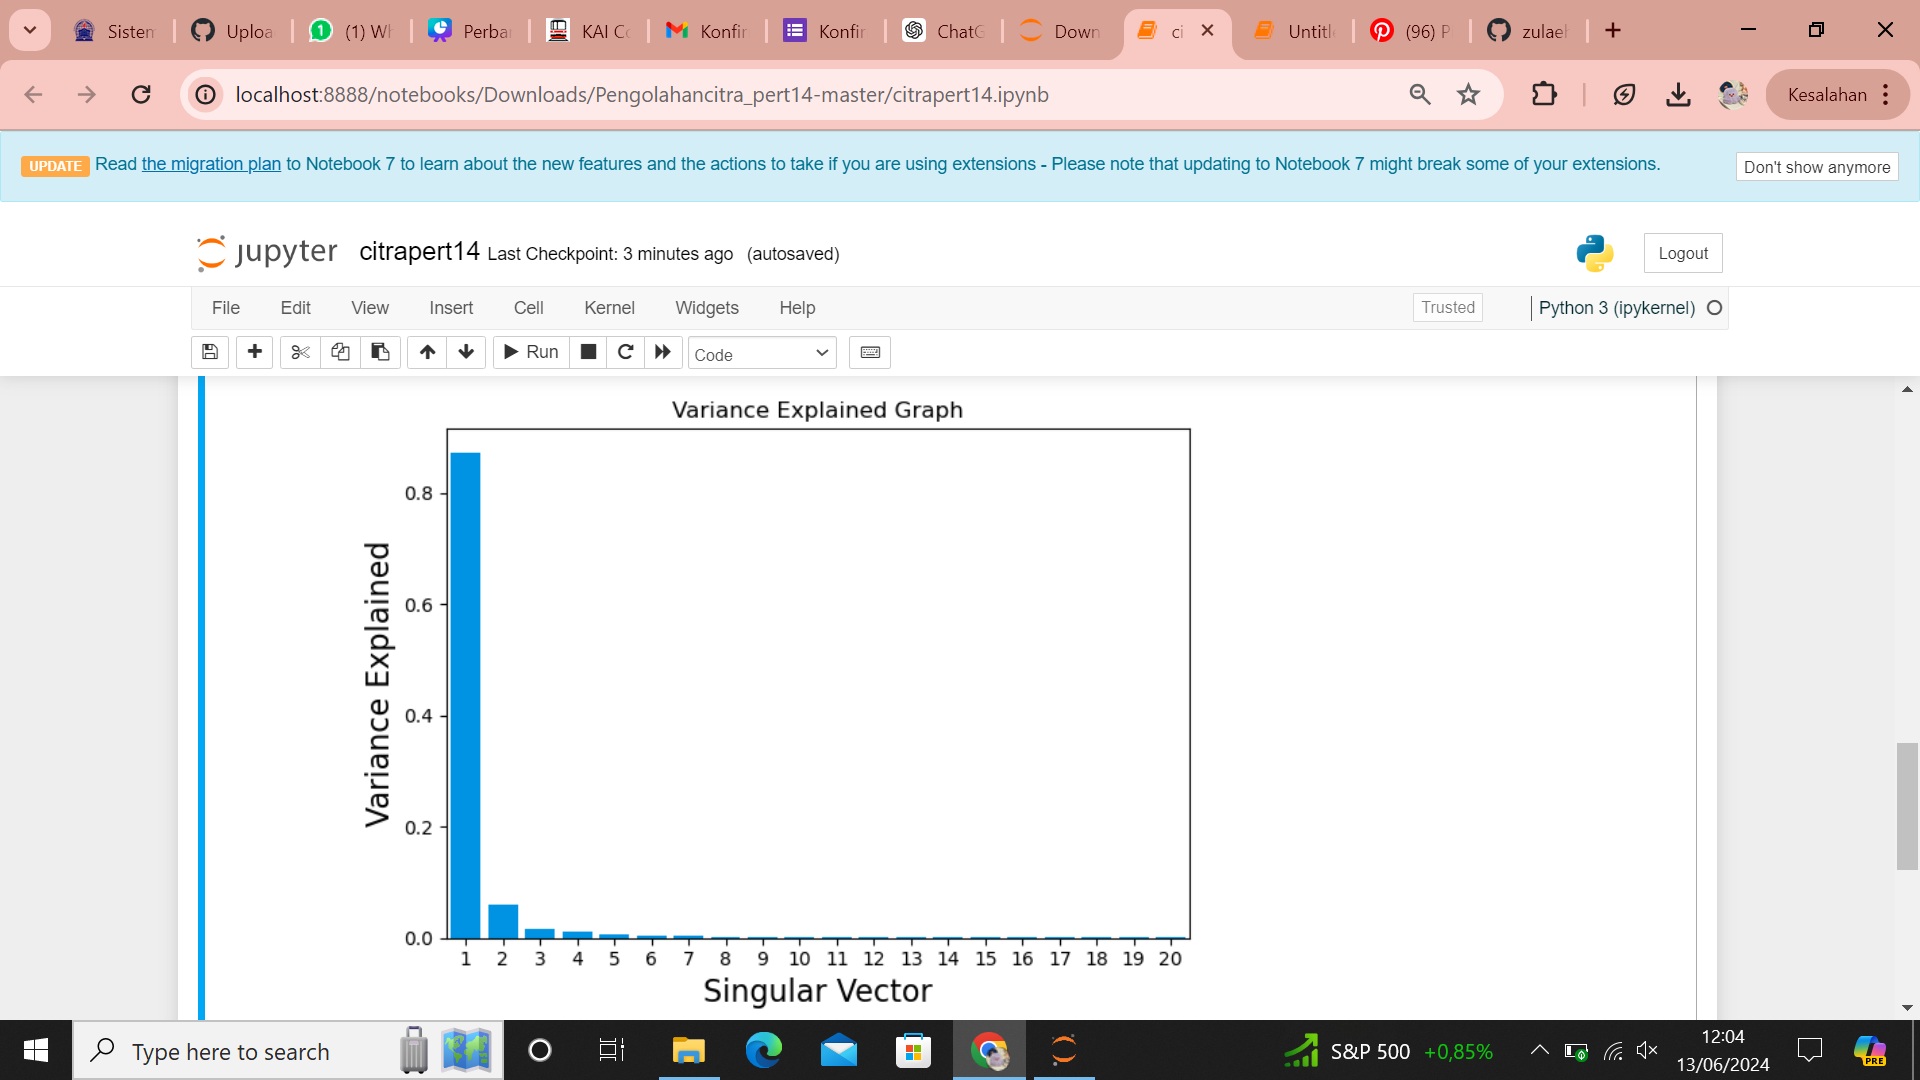 Sistem
Uploa
(1) Wh
Perba
KAI Co
Konfir
Konfir
ChatG
Down
ci
Untitle
(96) P
zulaeh
localhost:8888/notebooks/Downloads/Pengolahancitra_pert14-master/citrapert14.ipynb
Kesalahan
UPDATE Read the migration plan to Notebook 7 to learn about the new features and the actions to take if you are using extensions - Please note that updating to Notebook 7 might break some of your extensions.
Don't show anymore
jupyter citrapert14 Last Checkpoint: 3 minutes ago (autosaved)
Logout
File Edit View Insert Cell Kernel Widgets Help
Trusted
Python 3 (ipykernel)
Run
Code
Variance Explained Graph
Variance Explained
0.8
0.6
0.4
0.2
0.0
1 2 3 4 5 6 7 8 9 10 11 12 13 14 15 16 17 18 19 20
Singular Vector
Type here to search
S&P 500 +0,85%
12:04
13/06/2024
PRE